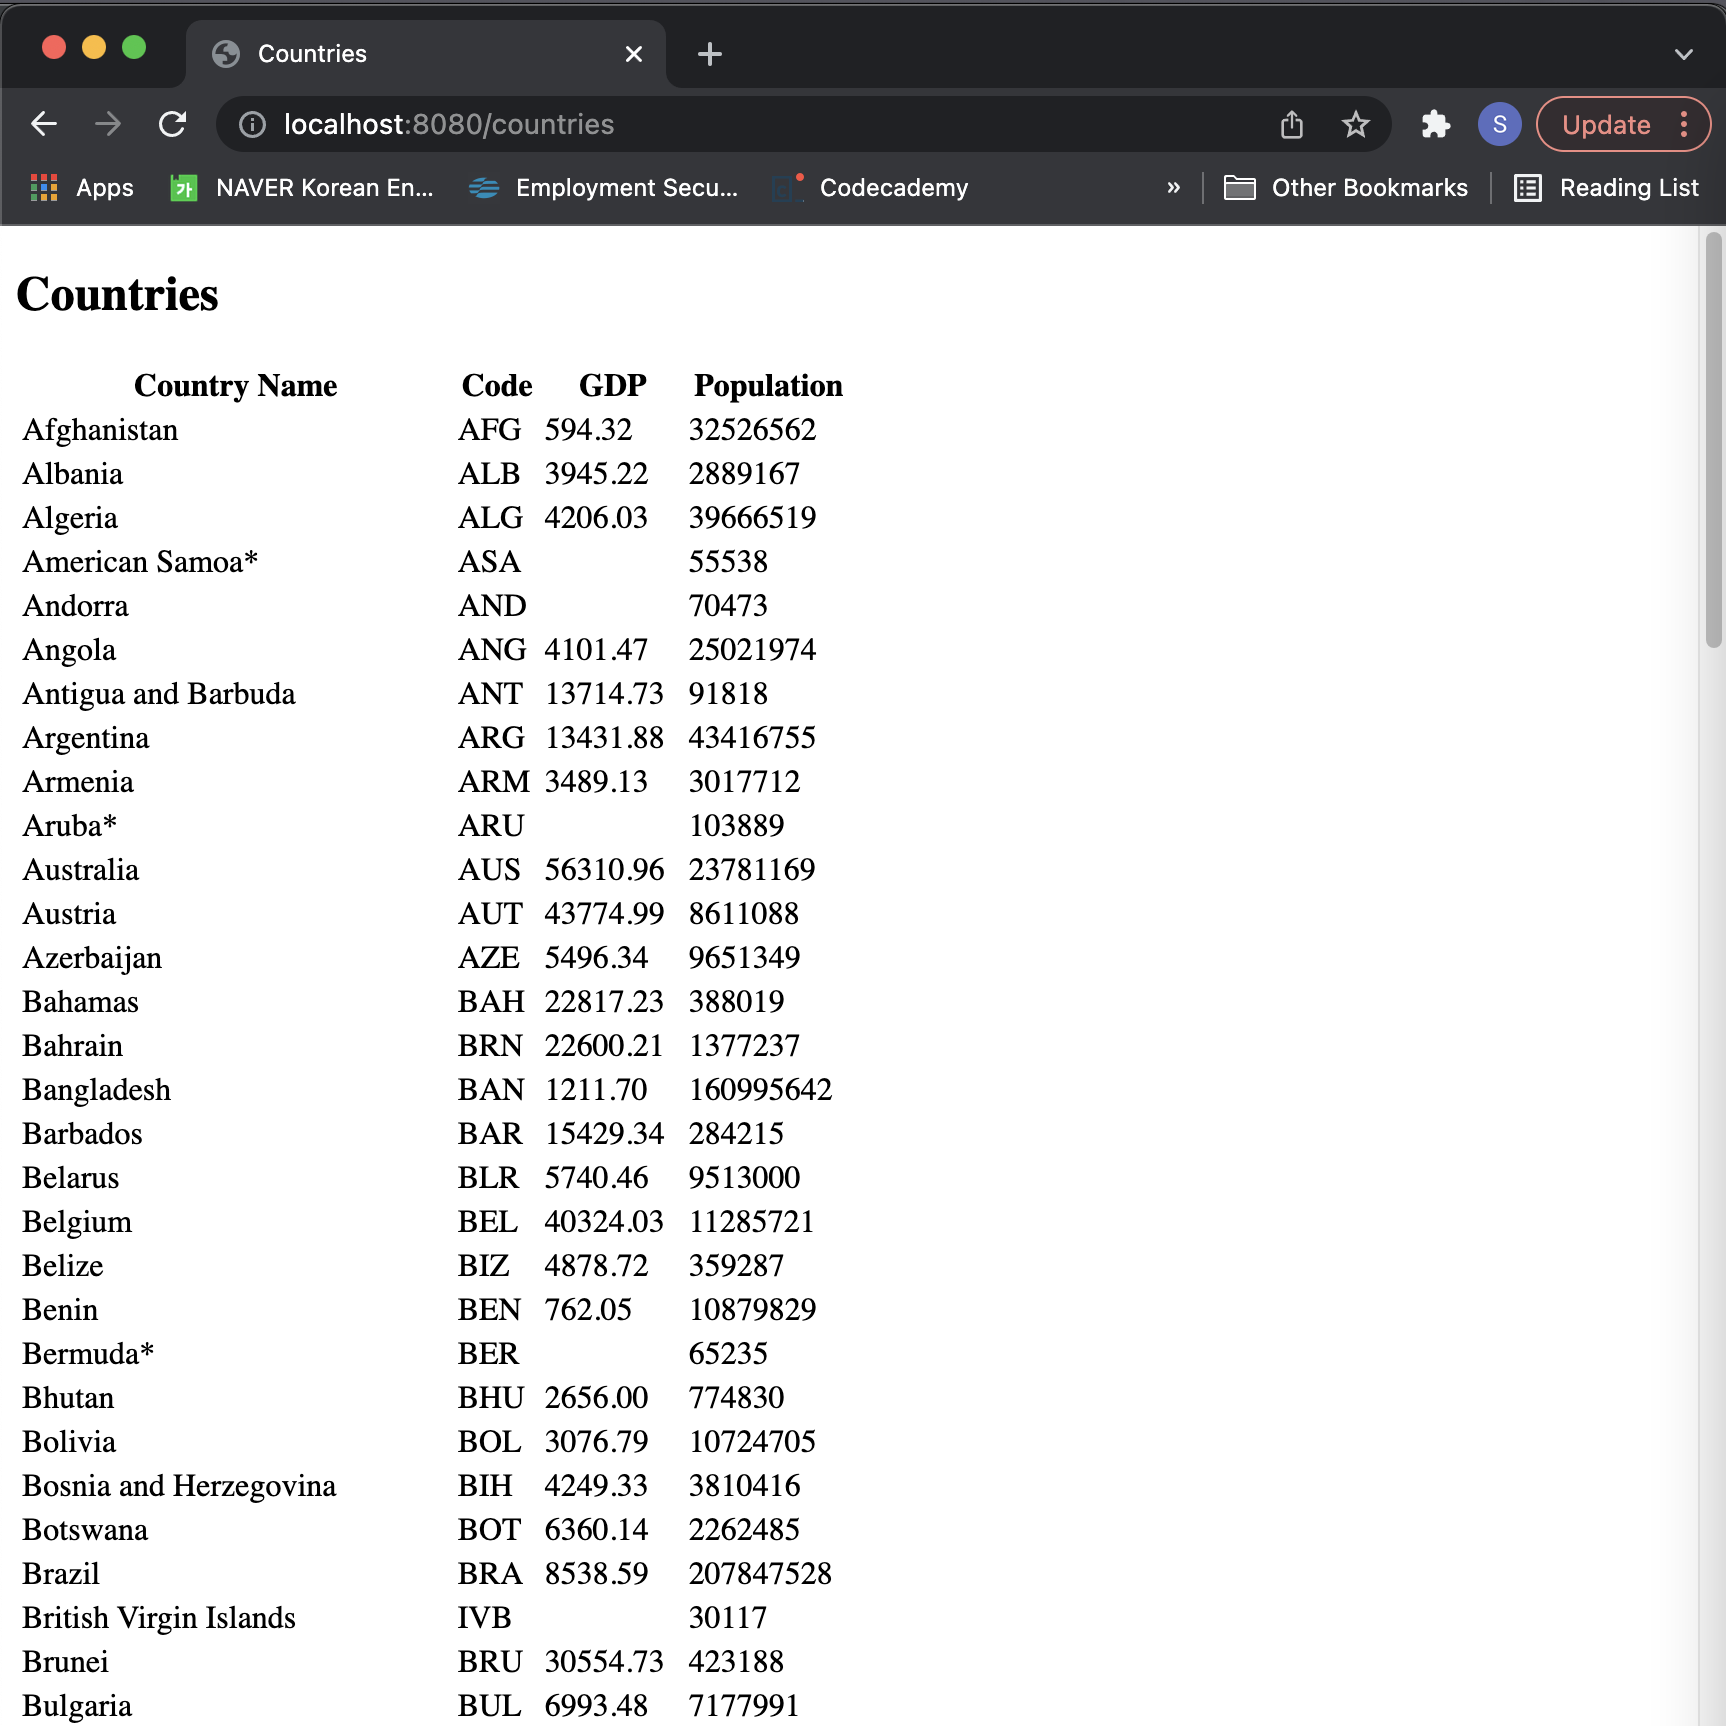 Countries
localhost:8080/countries
S
Update
Apps
가 NAVER Korean En...
Employment Secu...
Codecademy
»
Other Bookmarks
Reading List
Countries
Country Name Code GDP Population
Afghanistan AFG 594.32 32526562
Albania ALB 3945.22 2889167
Algeria ALG 4206.03 39666519
American Samoa* ASA 55538
Andorra AND 70473
Angola ANG 4101.47 25021974
Antigua and Barbuda ANT 13714.73 91818
Argentina ARG 13431.88 43416755
Armenia ARM 3489.13 3017712
Aruba* ARU 103889
Australia AUS 56310.96 23781169
Austria AUT 43774.99 8611088
Azerbaijan AZE 5496.34 9651349
Bahamas BAH 22817.23 388019
Bahrain BRN 22600.21 1377237
Bangladesh BAN 1211.70 160995642
Barbados BAR 15429.34 284215
Belarus BLR 5740.46 9513000
Belgium BEL 40324.03 11285721
Belize BIZ 4878.72 359287
Benin BEN 762.05 10879829
Bermuda* BER 65235
Bhutan BHU 2656.00 774830
Bolivia BOL 3076.79 10724705
Bosnia and Herzegovina BIH 4249.33 3810416
Botswana BOT 6360.14 2262485
Brazil BRA 8538.59 207847528
British Virgin Islands IVB 30117
Brunei BRU 30554.73 423188
Bulgaria BUL 6993.48 7177991